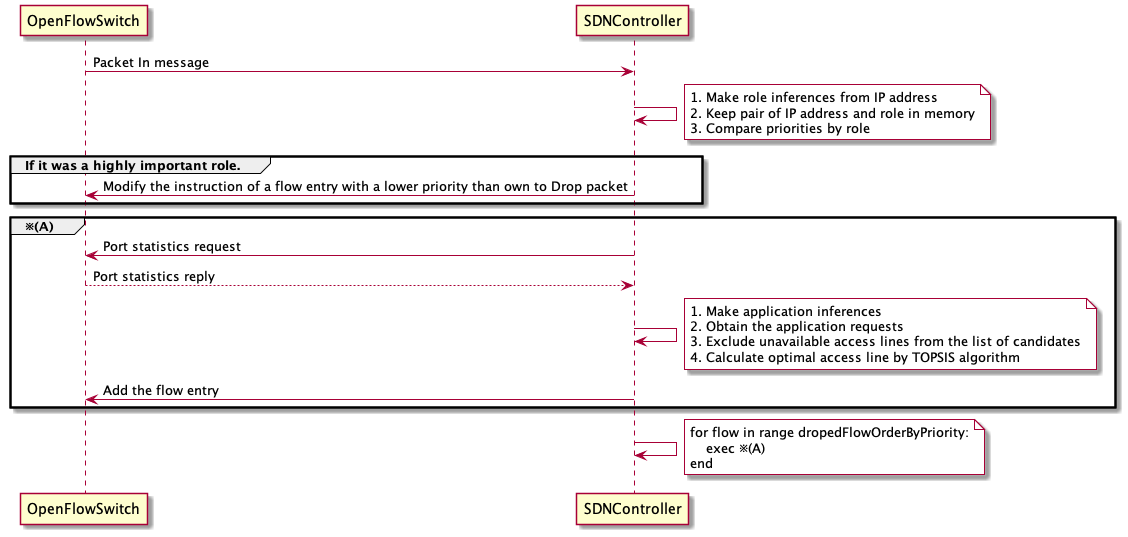 OpenFlowSwitch
SDNController
Packet In message
1. Make role inferences from IP address
2. Keep pair of IP address and role in memory
3. Compare priorities by role
If it was a highly important role.
Modify the instruction of a flow entry with a lower priority than own to Drop packet
※(A)
Port statistics request
Port statistics reply
1. Make application inferences
2. Obtain the application requests
3. Exclude unavailable access lines from the list of candidates
4. Calculate optimal access line by TOPSIS algorithm
Add the flow entry
for flow in range dropedFlowOrderByPriority:
exec ※(A)
end
OpenFlowSwitch
SDNController